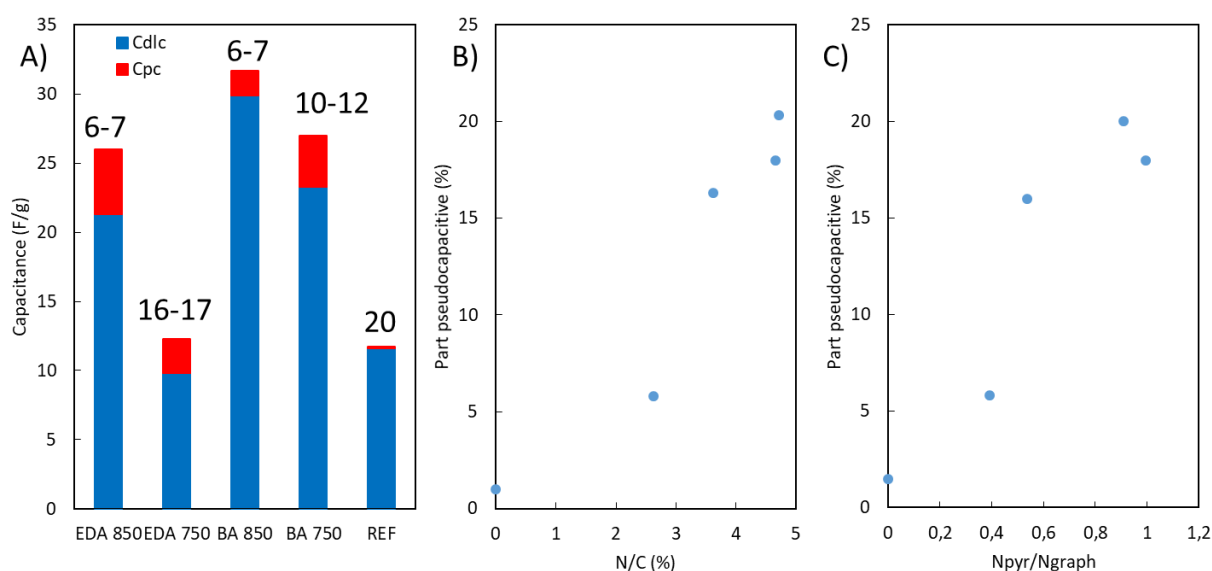 A)
Cdlc
Cpc
6-7
16-17
6-7
10-12
20
Capacitance (F/g)
35
30
25
20
15
10
5
0
EDA 850 EDA 750 BA 850 BA 750 REF
B)
Part pseudocapacitive (%)
25
20
15
10
5
0
0 1 2 3 4 5
N/C (%)
C)
Part pseudocapacitive (%)
25
20
15
10
5
0
0 0,2 0,4 0,6 0,8 1 1,2
Npyr/Ngraph